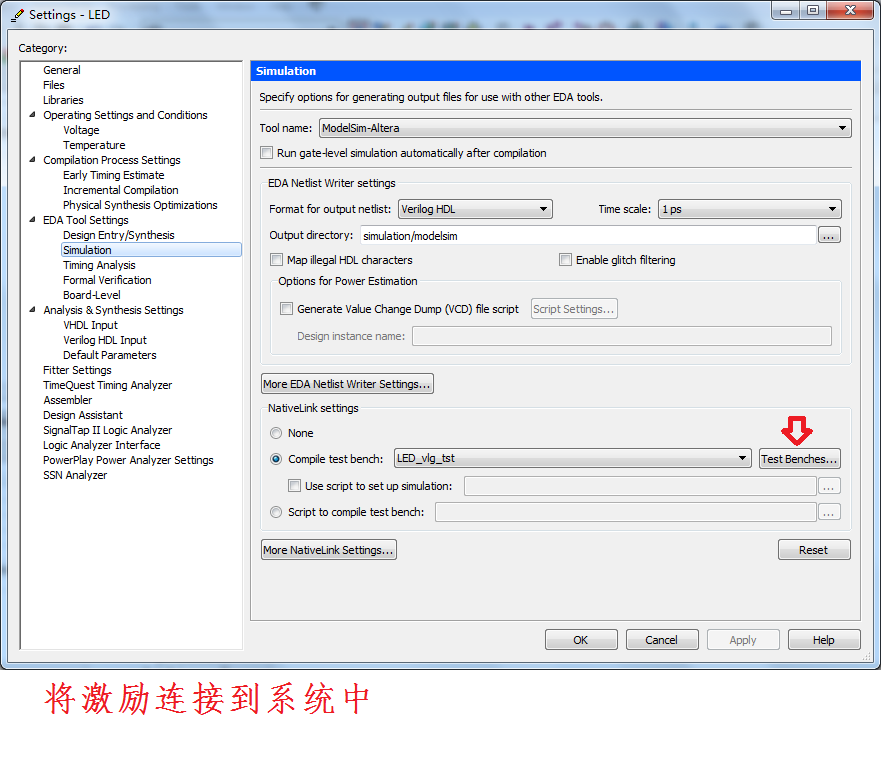 Settings - LED
Category:
General
Files
Libraries
Operating Settings and Conditions
Voltage
Temperature
Compilation Process Settings
Early Timing Estimate
Incremental Compilation
Physical Synthesis Optimizations
EDA Tool Settings
Design Entry/Synthesis
Simulation
Timing Analysis
Formal Verification
Board-Level
Analysis & Synthesis Settings
VHDL Input
Verilog HDL Input
Default Parameters
Fitter Settings
TimeQuest Timing Analyzer
Assembler
Design Assistant
SignalTap II Logic Analyzer
Logic Analyzer Interface
PowerPlay Power Analyzer Settings
SSN Analyzer
Simulation
Specify options for generating output files for use with other EDA tools.
Tool name: ModelSim-Altera
Run gate-level simulation automatically after compilation
EDA Netlist Writer settings
Format for output netlist: Verilog HDL Time scale: 1 ps
Output directory: simulation/modelsim ...
Map illegal HDL characters Enable glitch filtering
Options for Power Estimation
Generate Value Change Dump (VCD) file script Script Settings...
Design instance name:
More EDA Netlist Writer Settings...
NativeLink settings
None
Compile test bench: LED_vlg_tst Test Benches...
Use script to set up simulation: ...
Script to compile test bench: ...
More NativeLink Settings... Reset
OK Cancel Apply Help
将激励连接到系统中